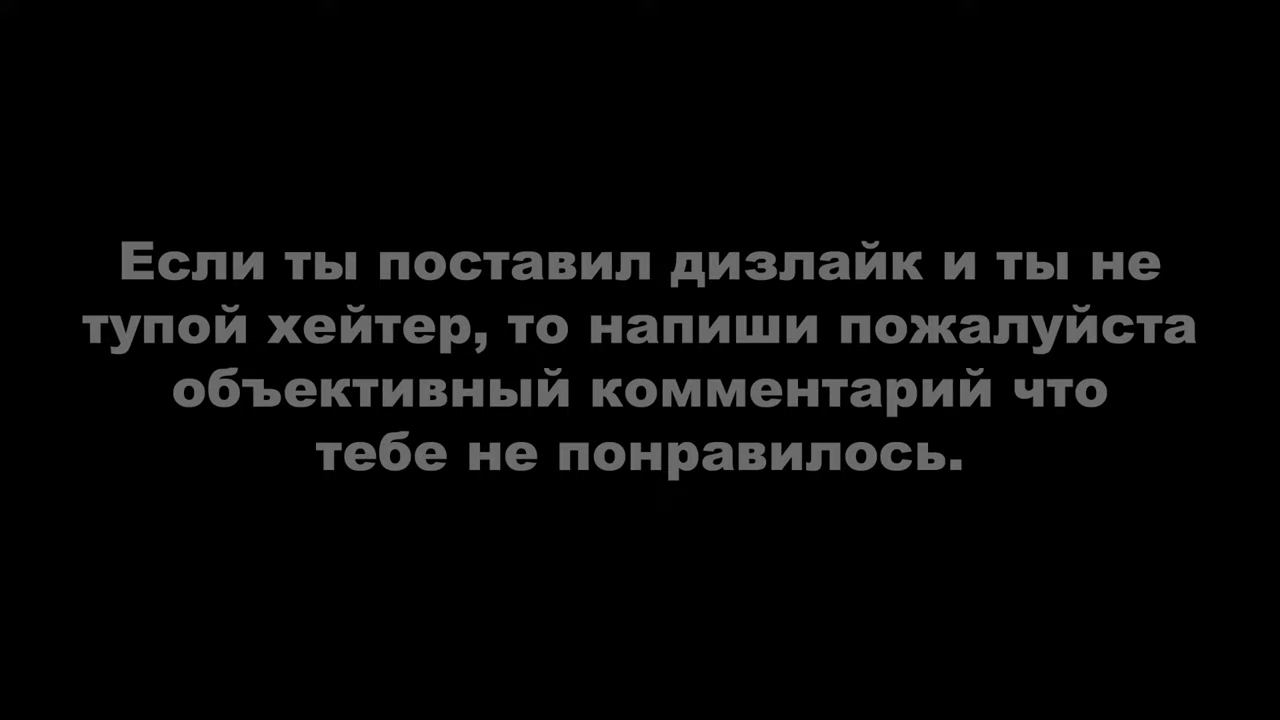 Если ты поставил дизлайк и ты не
тупой хейтер, то напиши пожалуйста
объективный комментарий что
тебе не понравилось.